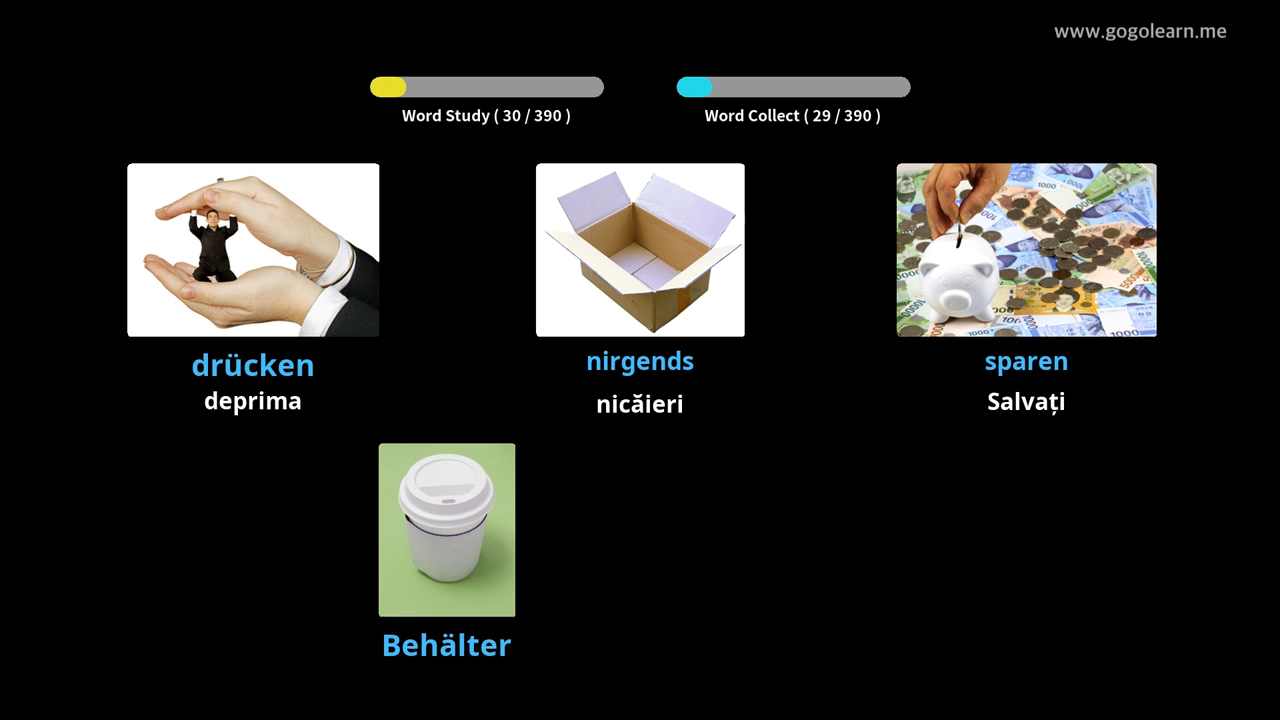 www.gogolearn.me
Word Study ( 30 / 390 )
Word Collect ( 29 / 390 )
drücken
deprima
nirgends
nicăieri
sparen
Salvați
Behälter